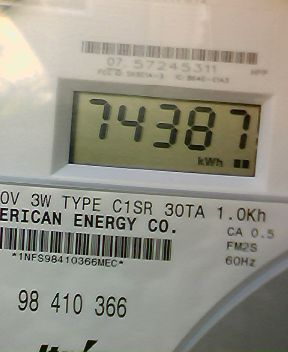 07 57245311
74387
kWh
0V 3W TYPE C1SR 30TA 1.0Kh
ERICAN ENERGY CO.
CA 0.5
FM2S
*1NFS98410366MEC*
60Hz
98 410 366